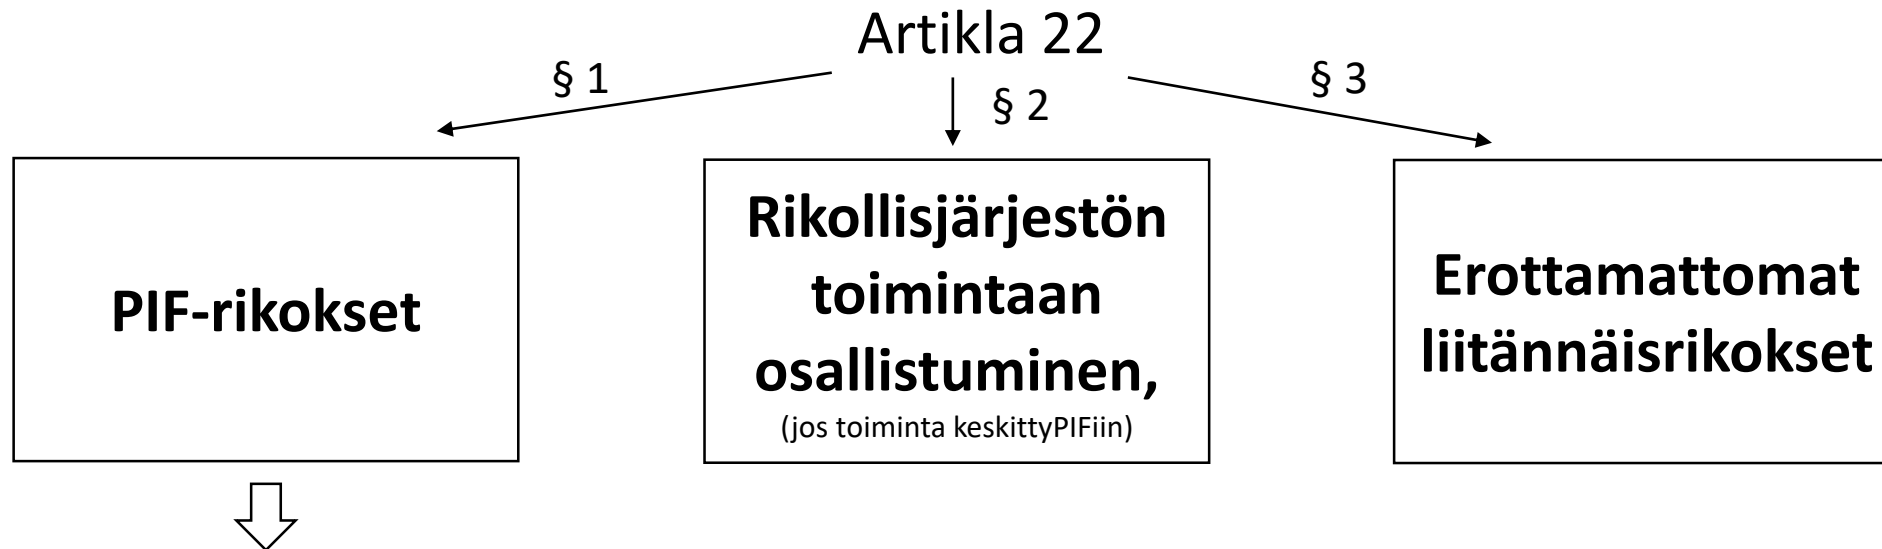 Artikla 22
§ 1
§ 2
§ 3
PIF-rikokset
Rikollisjärjestön
toimintaan
osallistuminen,
(jos toiminta keskittyPIFiin)
Erottamattomat
liitännäisrikokset